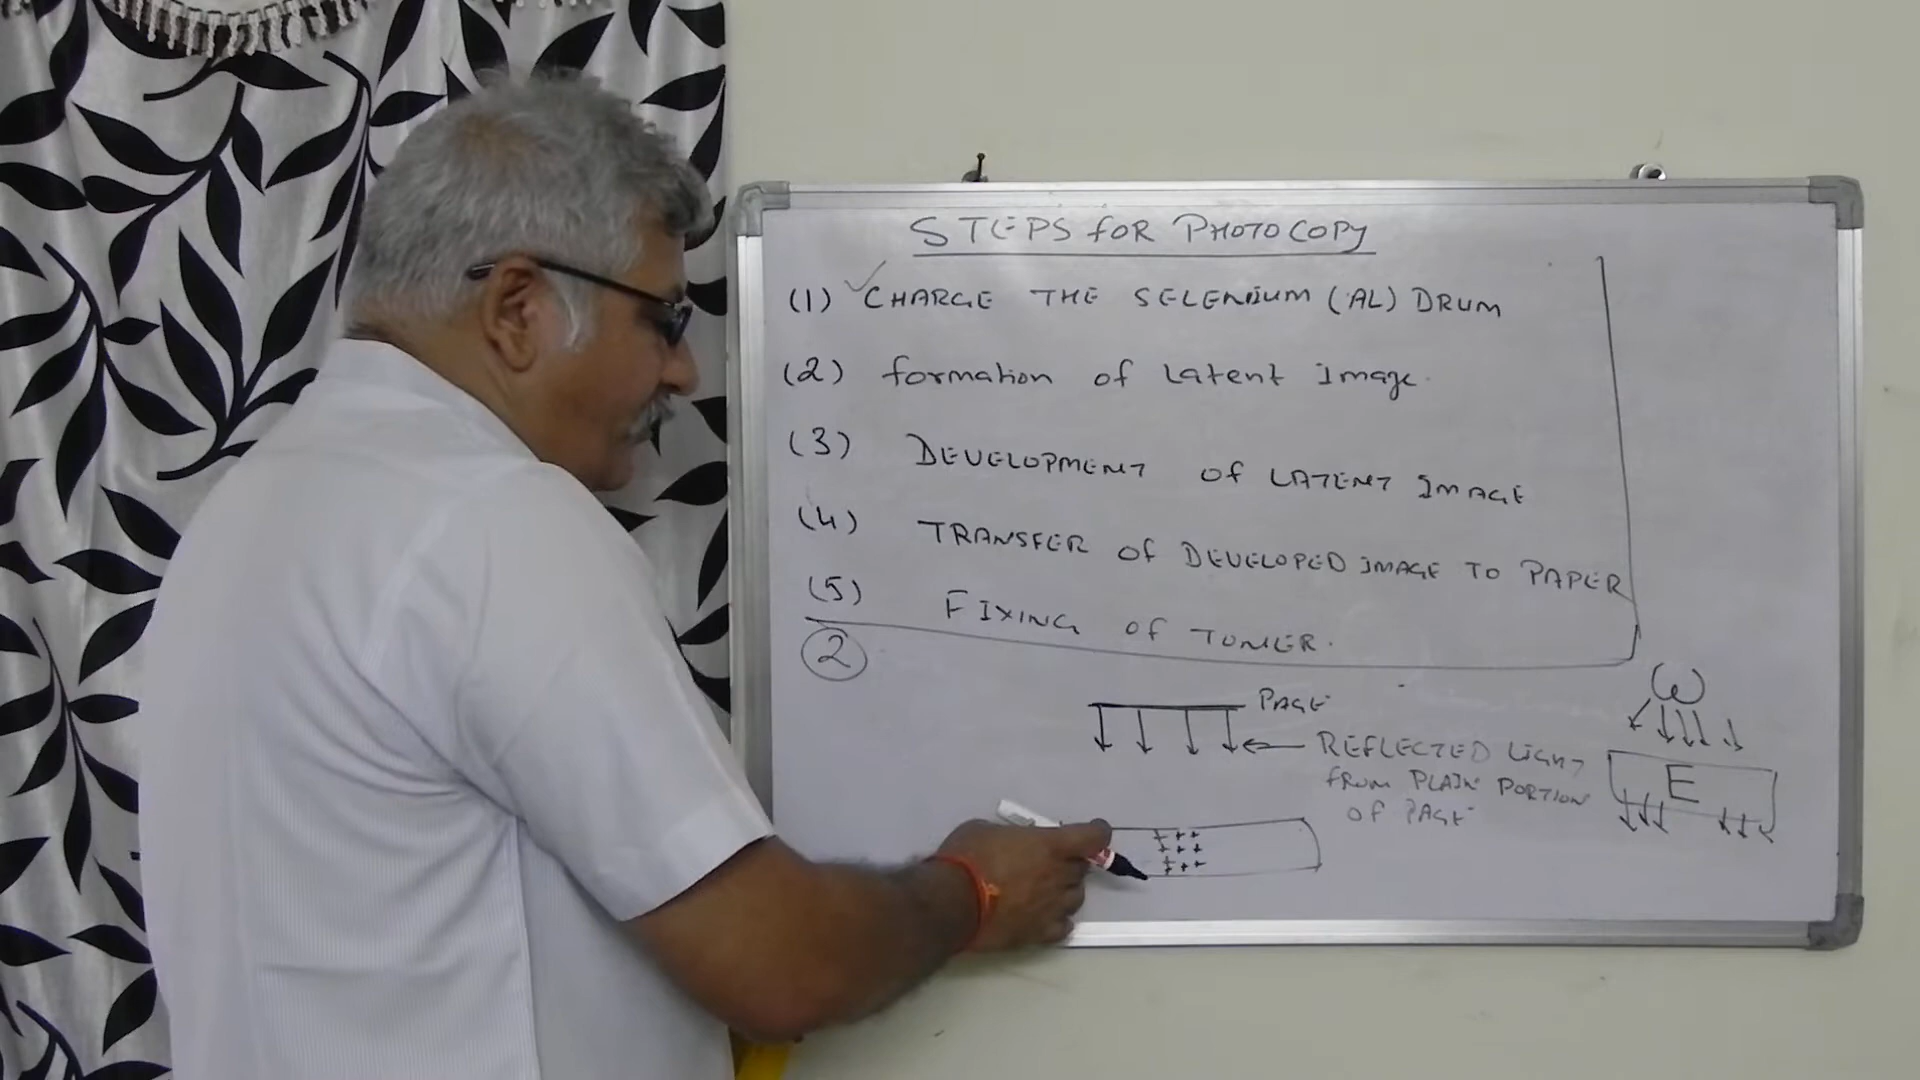 STEPS FOR PHOTOCOPY
(1) CHARGE THE SELENIUM (AL) DRUM
(2) formation of Latent Image.
(3) DEVELOPMENT of LATENT IMAGE
(4) TRANSFER of DEVELOPED IMAGE TO PAPER
(5) FIXING OF TONER.
2
PAGE
REFLECTED LIGHT
FROM PLAIN PORTION
OF PAGE
E
+ + +
+ + +
+ + +